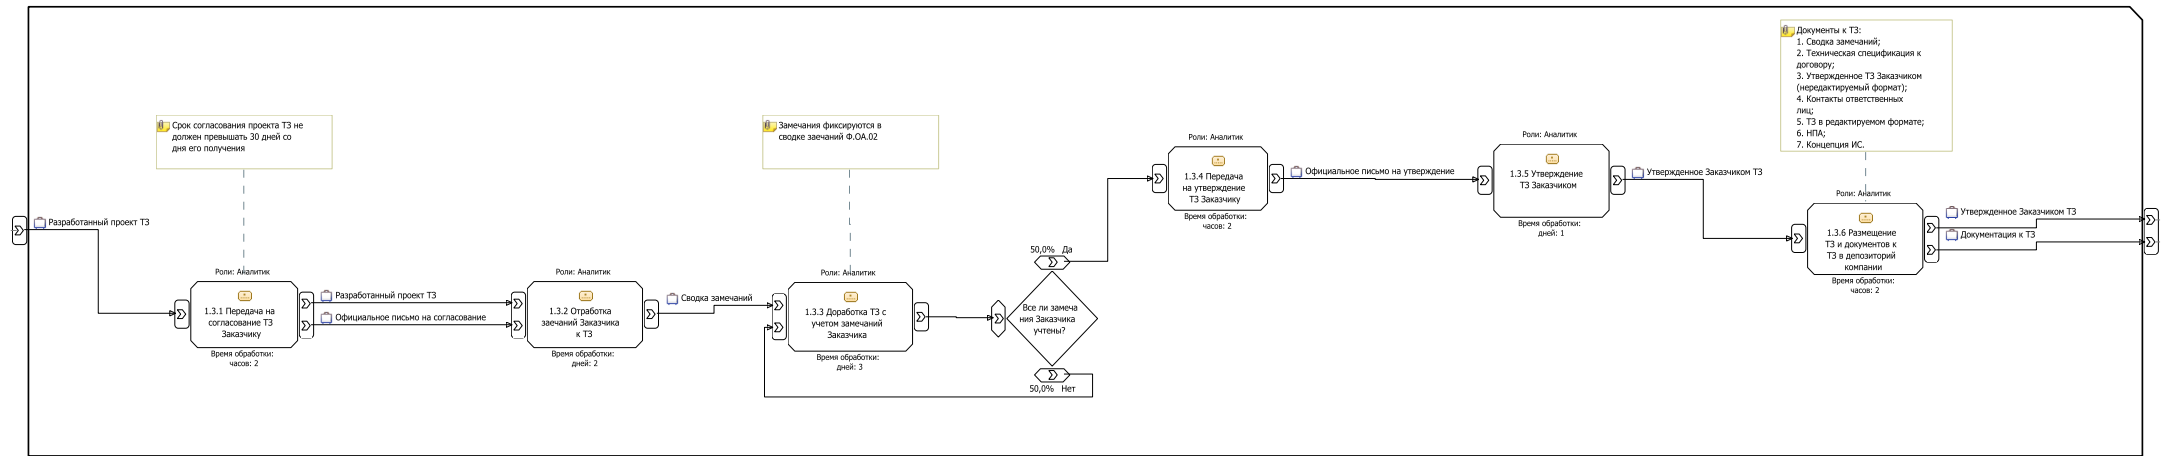 Разработанный проект ТЗ
Срок согласования проекта ТЗ не
должен превышать 30 дней со
дня его получения
Роли: Аналитик
1.3.1 Передача на
согласование ТЗ
Заказчику
Время обработки:
часов: 2
Разработанный проект ТЗ
Официальное письмо на согласование
Роли: Аналитик
1.3.2 Отработка
заечаний Заказчика
к ТЗ
Время обработки:
дней: 2
Сводка замечаний
Замечания фиксируются в
сводке заечаний Ф.ОА.02
Роли: Аналитик
1.3.3 Доработка ТЗ с
учетом замечаний
Заказчика
Время обработки:
дней: 3
50,0% Да
Все ли замеча
ния Заказчика
учтены?
50,0% Нет
Роли: Аналитик
1.3.4 Передача
на утверждение
ТЗ Заказчику
Время обработки:
часов: 2
Официальное письмо на утверждение
Роли: Аналитик
1.3.5 Утверждение
ТЗ Заказчиком
Время обработки:
дней: 1
Утвержденное Заказчиком ТЗ
Документы к ТЗ:
1. Сводка замечаний;
2. Техническая спецификация к
договору;
3. Утвержденное ТЗ Заказчиком
(нередактируемый формат);
4. Контакты ответственных
лиц;
5. ТЗ в редактируемом формате;
6. НПА;
7. Концепция ИС.
Роли: Аналитик
1.3.6 Размещение
ТЗ и документов к
ТЗ в депозиторий
компании
Время обработки:
часов: 2
Утвержденное Заказчиком ТЗ
Документация к ТЗ